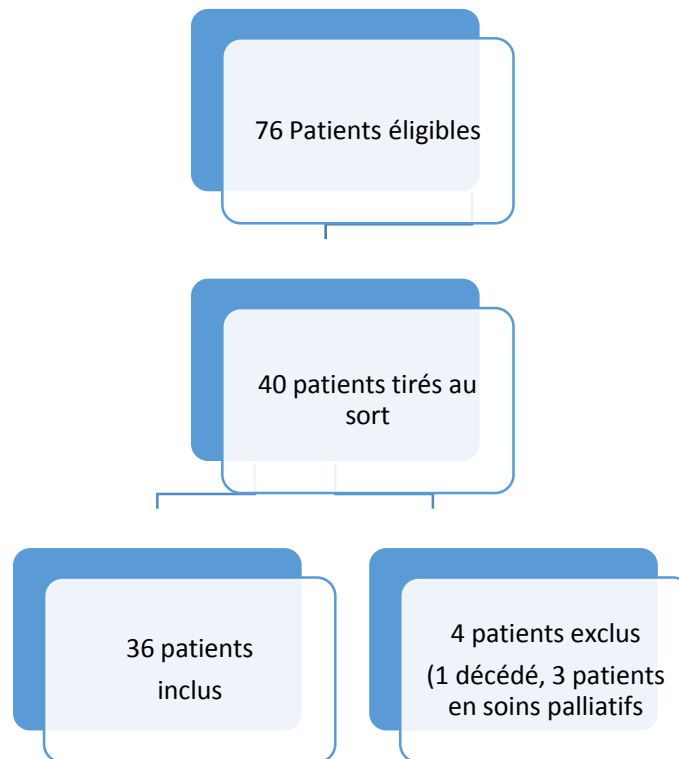 76 Patients éligibles
40 patients tirés au
sort
36 patients
inclus
4 patients exclus
(1 décédé, 3 patients
en soins palliatifs